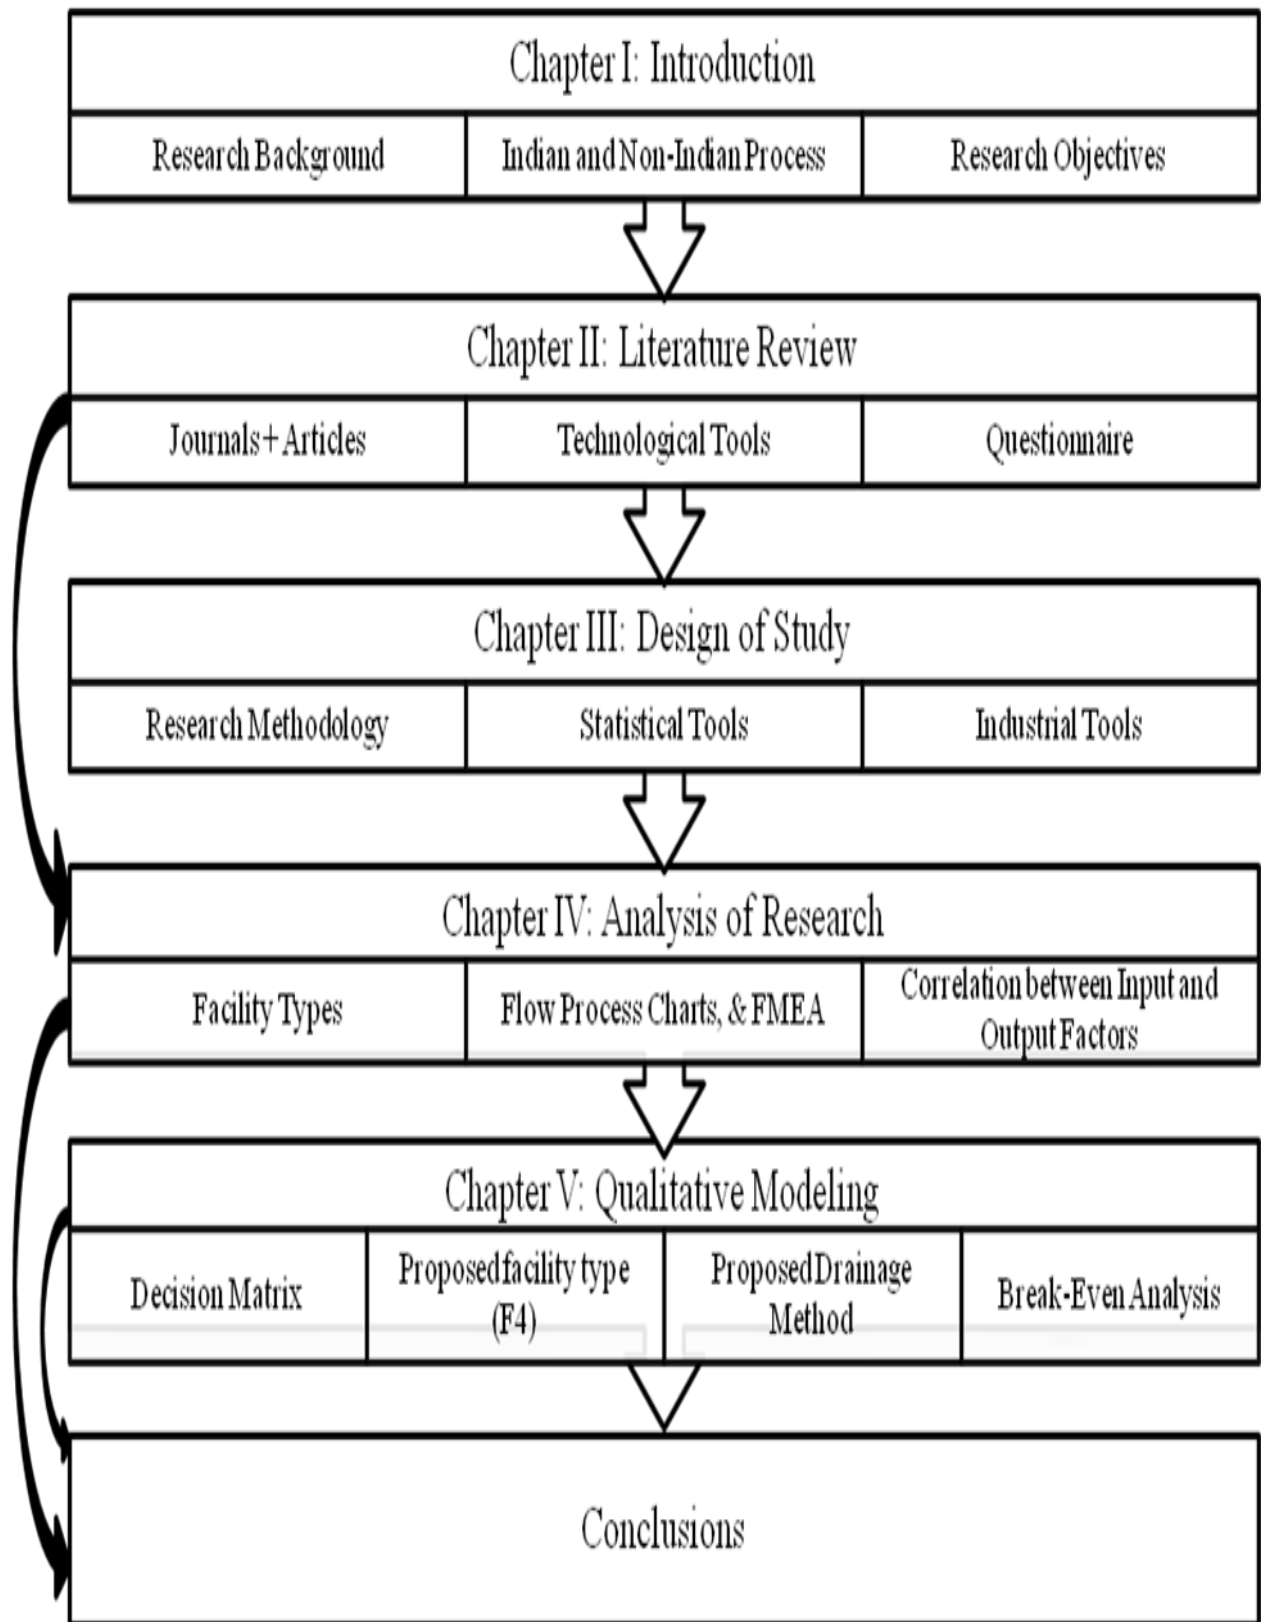 Chapter I: Introduction
Research Background
Indian and Non-Indian Process
Research Objectives
Chapter II: Literature Review
Journals + Articles
Technological Tools
Questionnaire
Chapter III: Design of Study
Research Methodology
Statistical Tools
Industrial Tools
Chapter IV: Analysis of Research
Facility Types
Flow Process Charts, & FMEA
Correlation between Input and
Output Factors
Chapter V: Qualitative Modeling
Decision Matrix
Proposed facility type
(F4)
Proposed Drainage
Method
Break-Even Analysis
Conclusions